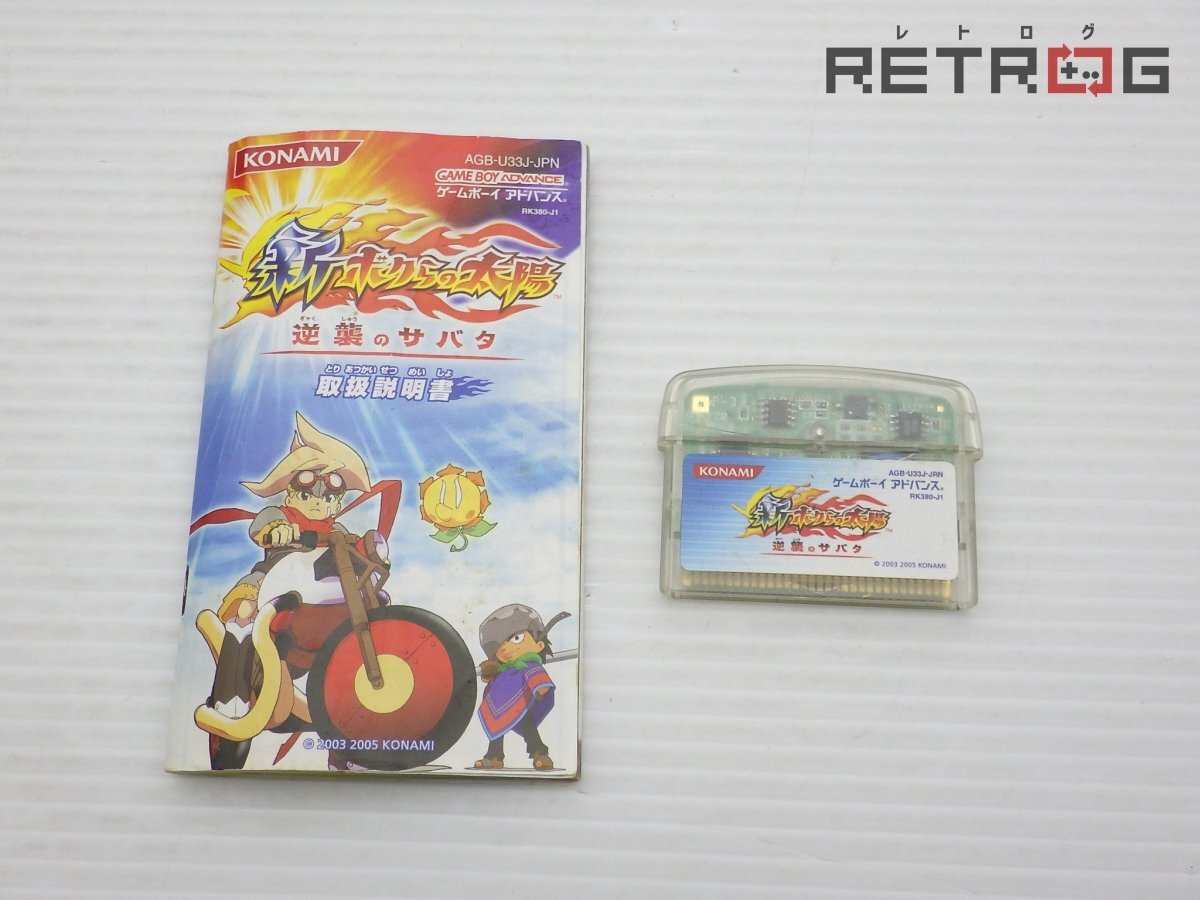 レトログ
RETROG
KONAMI
AGB-U33J-JPN
GAME BOY ADVANCE
ゲームボーイ アドバンス®
RK380-J1
新ボクらの太陽™
ぎゃく しゅう
逆襲のサバタ
とり あつかい せつ めい しょ
取扱説明書
© 2003 2005 KONAMI
KONAMI
AGB-U33J-JPN
ゲームボーイ アドバンス®
RK380-J1
新ボクらの太陽™
逆襲のサバタ
© 2003 2005 KONAMI